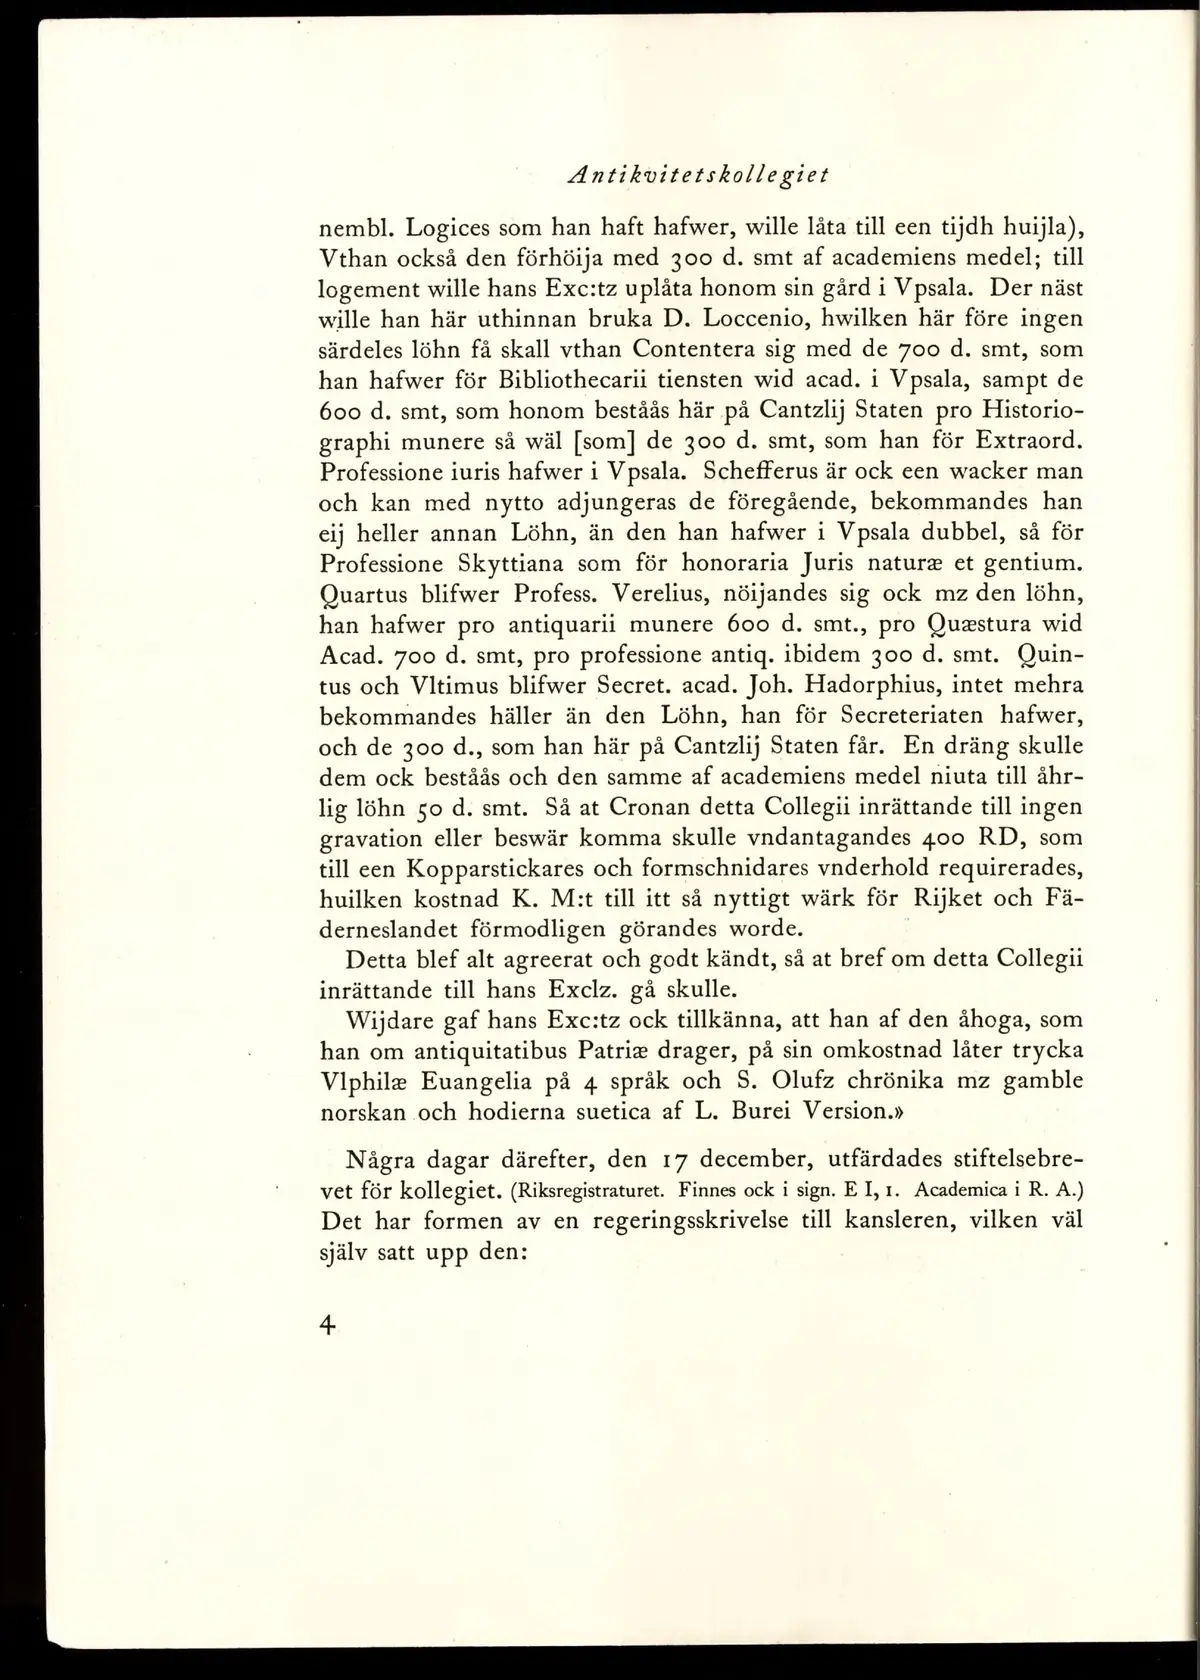 Antikvitetskollegiet
nembl. Logices som han haft hafwer, wille låta till een tijdh huijla),
Vthan också den förhöija med 300 d. smt af academiens medel; till
logement wille hans Exc:tz uplåta honom sin gård i Vpsala. Der näst
wille han här uthinnan bruka D. Loccenio, hwilken här före ingen
särdeles löhn få skall vthan Contentera sig med de 700 d. smt, som
han hafwer för Bibliothecarii tiensten wid acad. i Vpsala, sampt de
600 d. smt, som honom beståås här på Cantzlij Staten pro Historio-
graphi munere så wäl [som] de 300 d. smt, som han för Extraord.
Professione iuris hafwer i Vpsala. Schefferus är ock een wacker man
och kan med nytto adjungeras de föregående, bekommandes han
eij heller annan Löhn, än den han hafwer i Vpsala dubbel, så för
Professione Skyttiana som för honoraria Juris naturæ et gentium.
Quartus blifwer Profess. Verelius, nöijandes sig ock mz den löhn,
han hafwer pro antiquarii munere 600 d. smt., pro Quæstura wid
Acad. 700 d. smt, pro professione antiq. ibidem 300 d. smt. Quin-
tus och Vltimus blifwer Secret. acad. Joh. Hadorphius, intet mehra
bekommandes häller än den Löhn, han för Secreteriaten hafwer,
och de 300 d., som han här på Cantzlij Staten får. En dräng skulle
dem ock beståås och den samme af academiens medel niuta till åhr-
lig löhn 50 d. smt. Så at Cronan detta Collegii inrättande till ingen
gravation eller beswär komma skulle vndantagandes 400 RD, som
till een Kopparstickares och formschnidares vnderhold requirerades,
huilken kostnad K. M:t till itt så nyttigt wärk för Rijket och Fä-
derneslandet förmodligen görandes worde.
Detta blef alt agreerat och godt kändt, så at bref om detta Collegii
inrättande till hans Exclz. gå skulle.
Wijdare gaf hans Exc:tz ock tillkänna, att han af den åhoga, som
han om antiquitatibus Patriæ drager, på sin omkostnad låter trycka
Vlphilæ Euangelia på 4 språk och S. Olufz chrönika mz gamble
norskan och hodierna suetica af L. Burei Version.»
Några dagar därefter, den 17 december, utfärdades stiftelsebre-
vet för kollegiet. (Riksregistraturet. Finnes ock i sign. E I, 1. Academica i R. A.)
Det har formen av en regeringsskrivelse till kansleren, vilken väl
själv satt upp den:
4